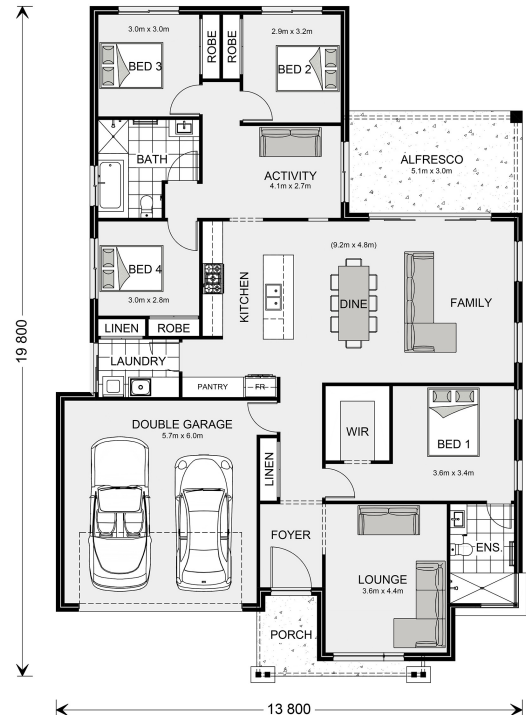 3.0m x 3.0m
ROBE
ROBE
2.9m x 3.2m
BED 3
BED 2
BATH
ACTIVITY
4.1m x 2.7m
ALFRESCO
5.1m x 3.0m
BED 4
3.0m x 2.8m
KITCHEN
(9.2m x 4.8m)
DINE
FAMILY
LINEN
ROBE
LAUNDRY
PANTRY
FR
19 800
DOUBLE GARAGE
5.7m x 6.0m
LINEN
WIR
BED 1
3.6m x 3.4m
FOYER
ENS.
LOUNGE
3.6m x 4.4m
PORCH
13 800